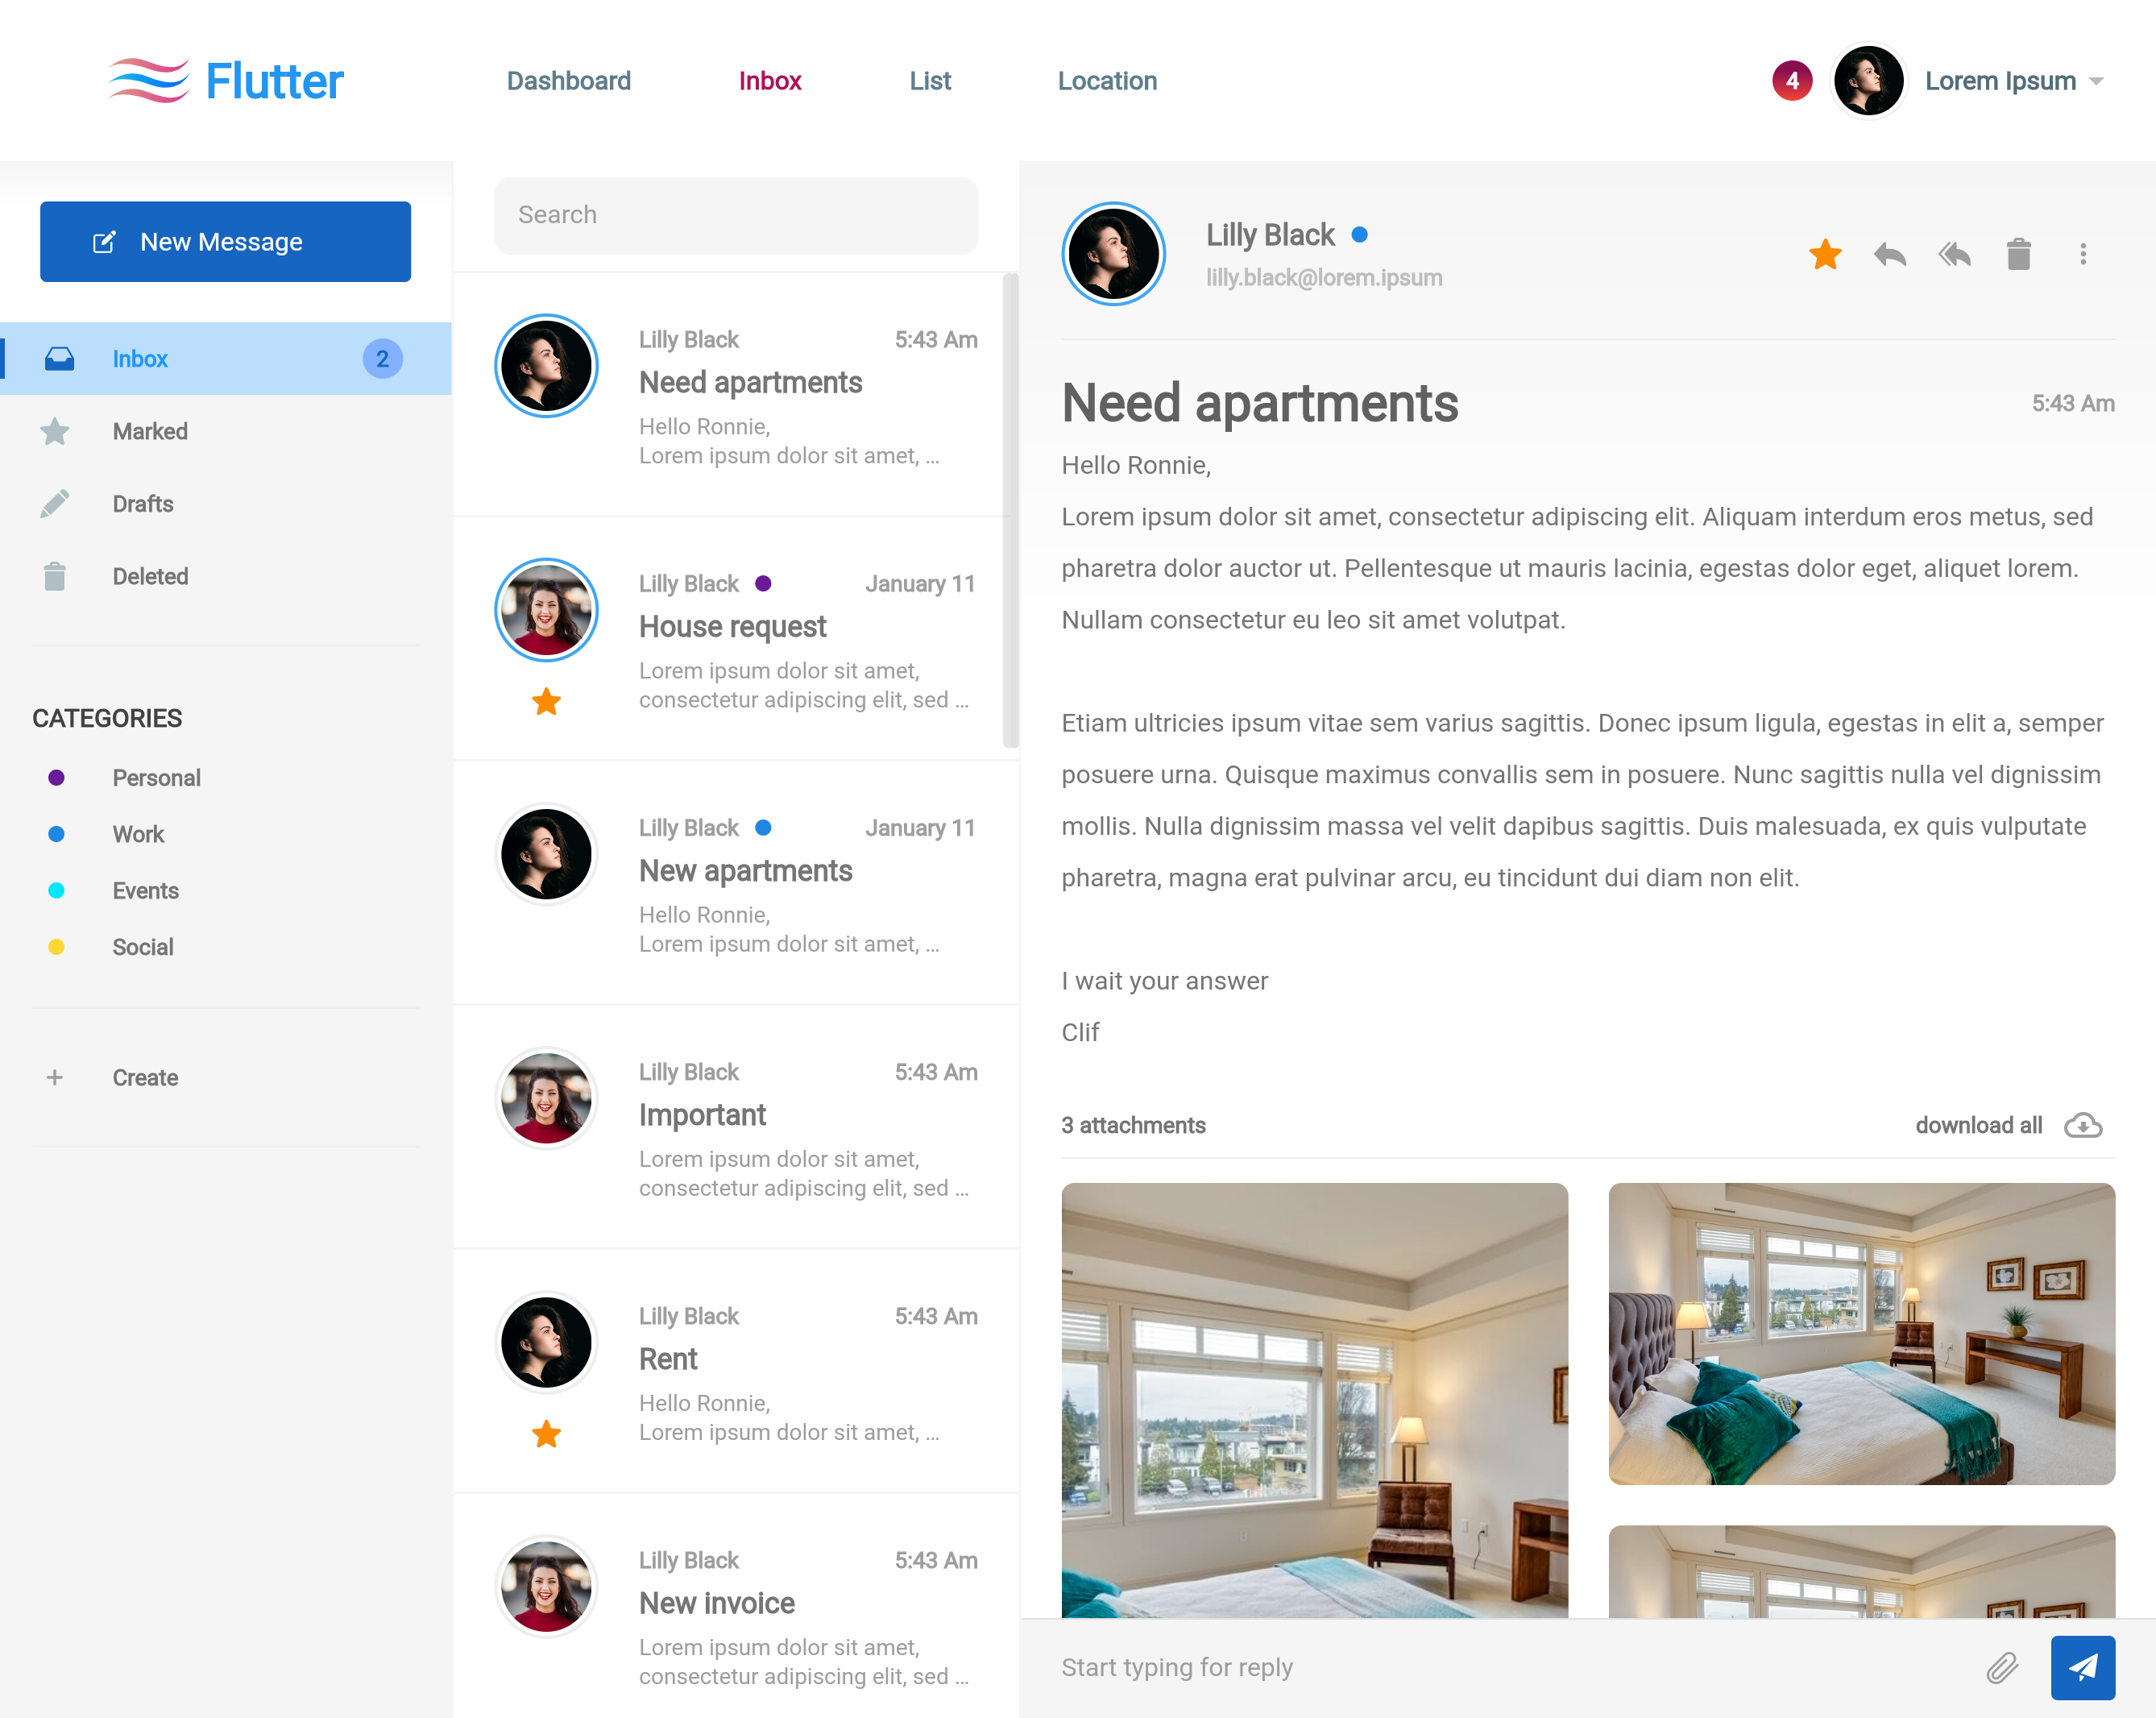 Flutter
Dashboard
Inbox
List
Location
4
Lorem Ipsum
New Message
Inbox
2
Marked
Drafts
Deleted
CATEGORIES
Personal
Work
Events
Social
Create
Search
Lilly Black
5:43 Am
Need apartments
Hello Ronnie,
Lorem ipsum dolor sit amet, ...
Lilly Black
January 11
House request
Lorem ipsum dolor sit amet,
consectetur adipiscing elit, sed ...
Lilly Black
January 11
New apartments
Hello Ronnie,
Lorem ipsum dolor sit amet, ...
Lilly Black
5:43 Am
Important
Lorem ipsum dolor sit amet,
consectetur adipiscing elit, sed ...
Lilly Black
5:43 Am
Rent
Hello Ronnie,
Lorem ipsum dolor sit amet, ...
Lilly Black
5:43 Am
New invoice
Lorem ipsum dolor sit amet,
consectetur adipiscing elit, sed ...
Lilly Black
lilly.black@lorem.ipsum
Need apartments
5:43 Am
Hello Ronnie,
Lorem ipsum dolor sit amet, consectetur adipiscing elit. Aliquam interdum eros metus, sed
pharetra dolor auctor ut. Pellentesque ut mauris lacinia, egestas dolor eget, aliquet lorem.
Nullam consectetur eu leo sit amet volutpat.
Etiam ultricies ipsum vitae sem varius sagittis. Donec ipsum ligula, egestas in elit a, semper
posuere urna. Quisque maximus convallis sem in posuere. Nunc sagittis nulla vel dignissim
mollis. Nulla dignissim massa vel velit dapibus sagittis. Duis malesuada, ex quis vulputate
pharetra, magna erat pulvinar arcu, eu tincidunt dui diam non elit.
I wait your answer
Clif
3 attachments
download all
Start typing for reply